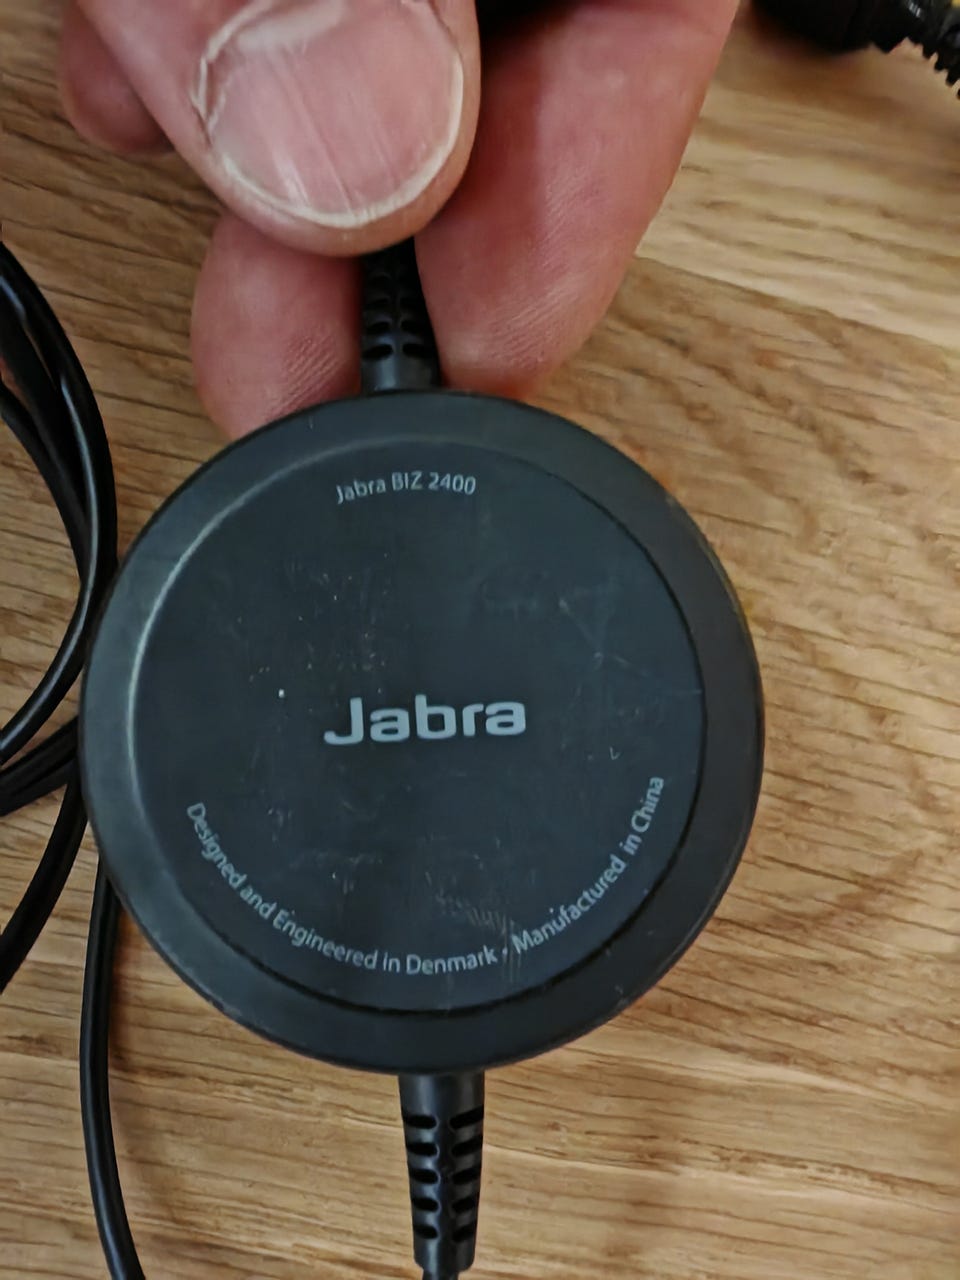 Jabra BIZ 2400
Jabra
Designed and Engineered in Denmark • Manufactured in China